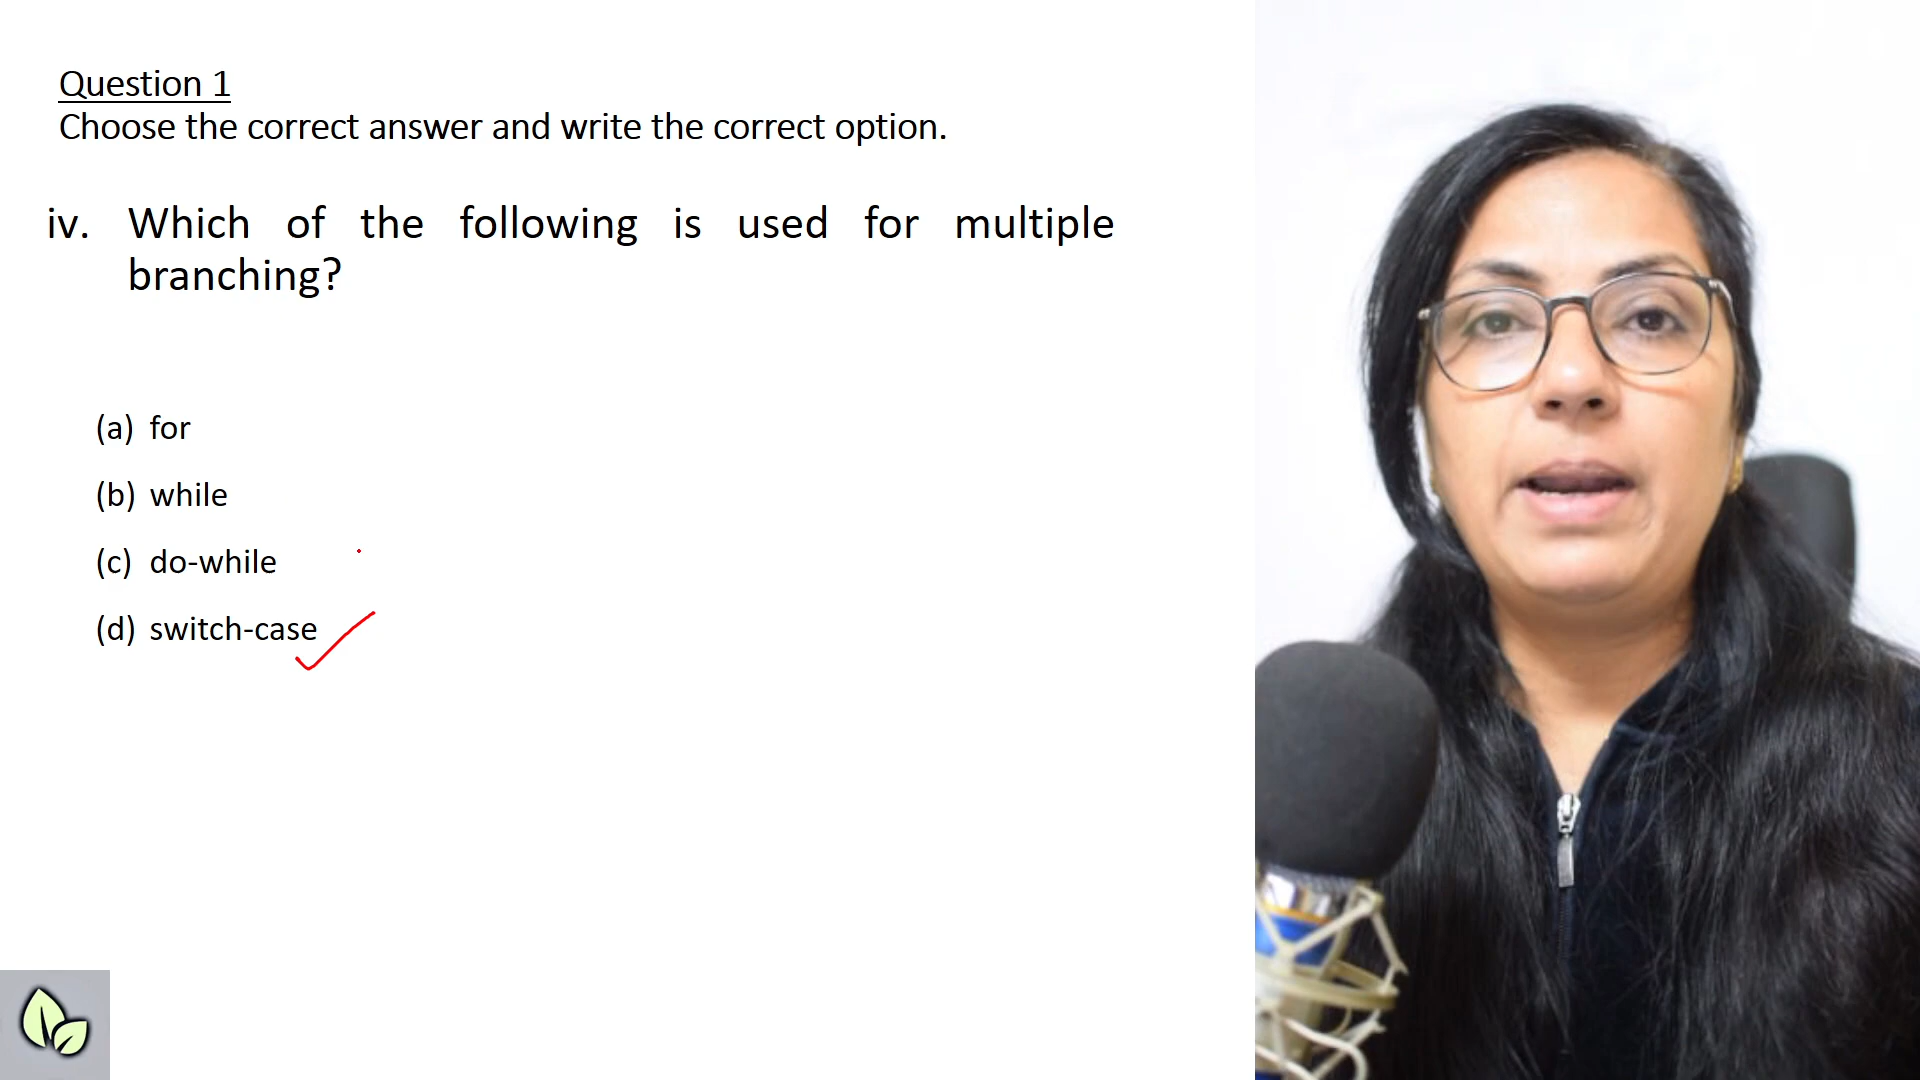 Question 1
Choose the correct answer and write the correct option.
iv. Which of the following is used for multiple
branching?
(a) for
(b) while
(c) do-while
(d) switch-case